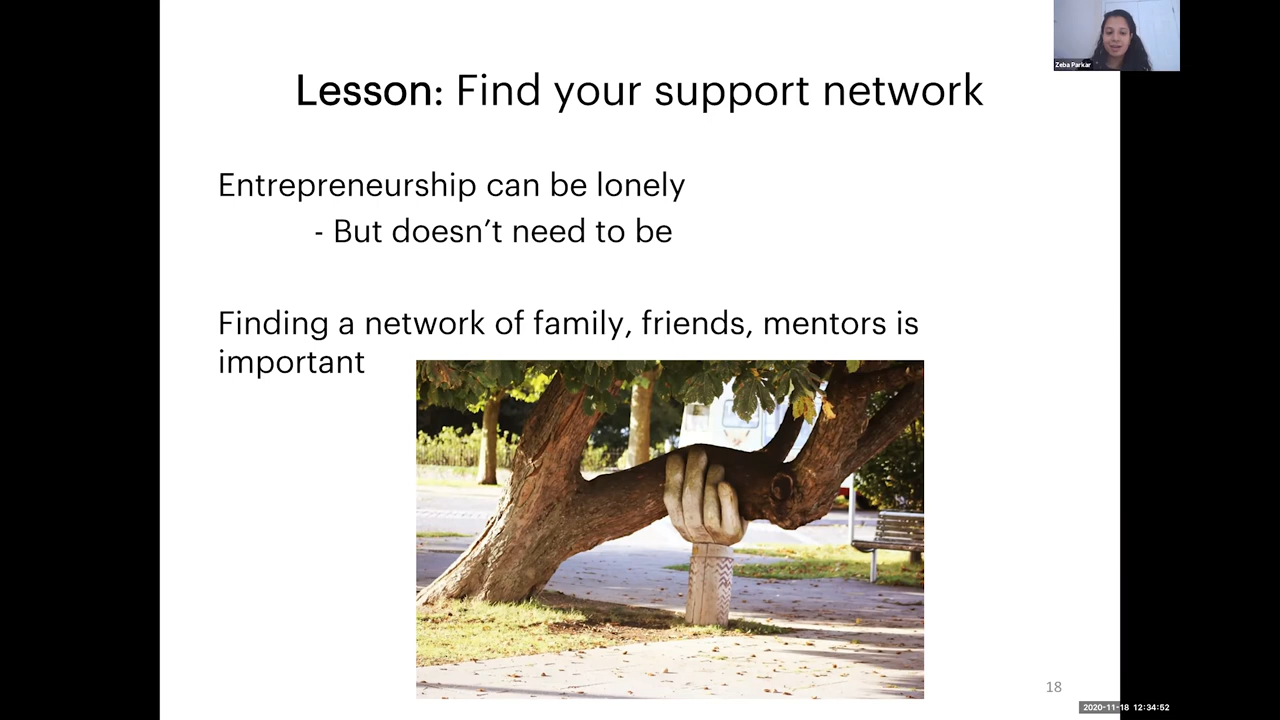 Zeba Parkar
Lesson: Find your support network
Entrepreneurship can be lonely
- But doesn’t need to be
Finding a network of family, friends, mentors is
important
18
2020-11-18 12:34:52